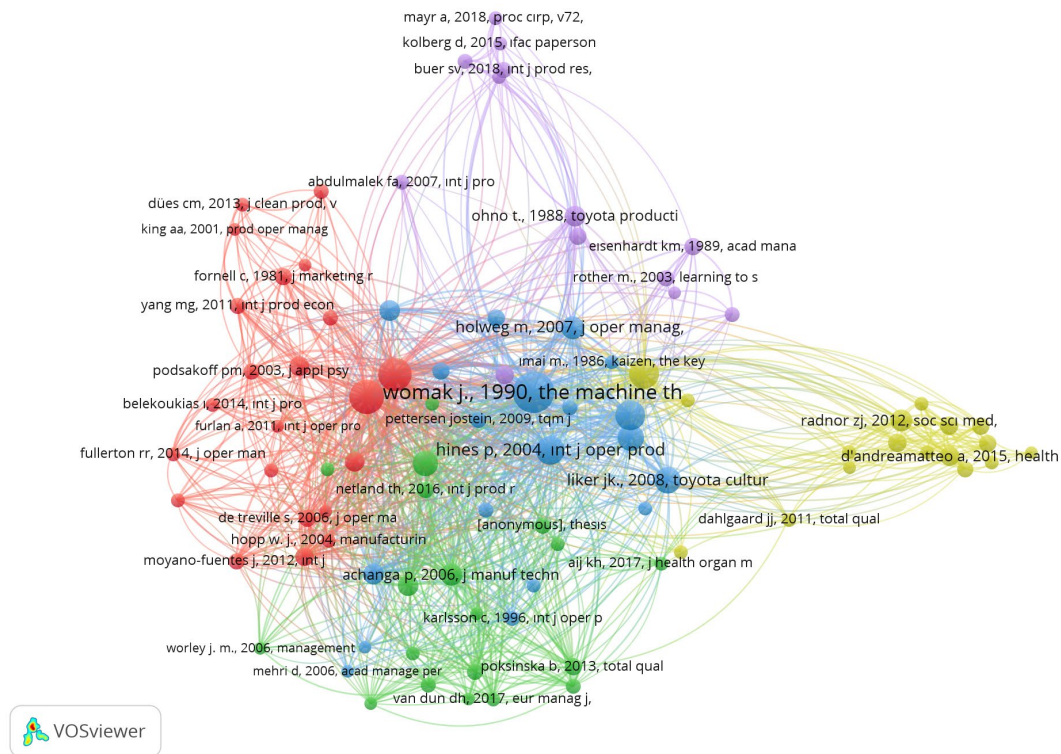 mayr a, 2018, proc cırp, v72,
kolberg d, 2015, ıfac paperson
buer sv, 2018, ınt j prod res,
abdulmalek fa, 2007, ınt j pro
dües cm, 2013, j clean prod, v
ohno t., 1988, toyota producti
king aa, 2001, prod oper manag
eısenhardt km, 1989, acad mana
fornell c, 1981, j marketıng r
rother m., 2003, learnıng to s
yang mg, 2011, ınt j prod econ
holweg m, 2007, j oper manag,
ımai m., 1986, kaızen, the key
podsakoff pm, 2003, j appl psy
womak j., 1990, the machine th
belekoukias ı, 2014, ınt j pro
pettersen josteın, 2009, tqm j
radnor zj, 2012, soc scı med,
furlan a, 2011, ınt j oper pro
fullerton rr, 2014, j oper man
hines p, 2004, ınt j oper prod
d'andreamatteo a, 2015, health
liker jk., 2008, toyota cultur
netland th, 2016, ınt j prod r
de treville s, 2006, j oper ma
[anonymous], thesıs
dahlgaard jj, 2011, total qual
hopp w. j., 2004, manufacturin
moyano-fuentes j, 2012, ınt j
achanga p, 2006, j manuf techn
aij kh, 2017, j health organ m
karlsson c, 1996, ınt j oper p
worley j. m., 2006, management
poksinska b, 2013, total qual
mehri d, 2006, acad manage per
van dun dh, 2017, eur manag j,
VOSviewer